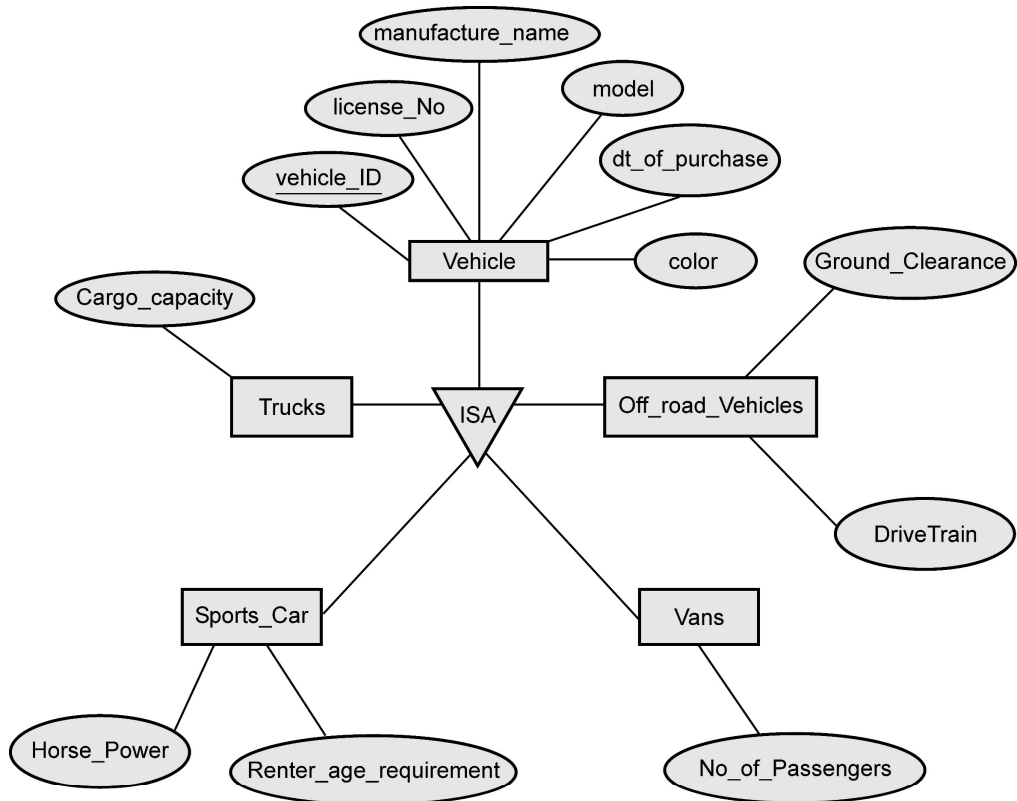 manufacture_name
model
license_No
dt_of_purchase
vehicle_ID
Vehicle
color
Ground_Clearance
Cargo_capacity
Trucks
ISA
Off_road_Vehicles
DriveTrain
Sports_Car
Vans
Horse_Power
Renter_age_requirement
No_of_Passengers